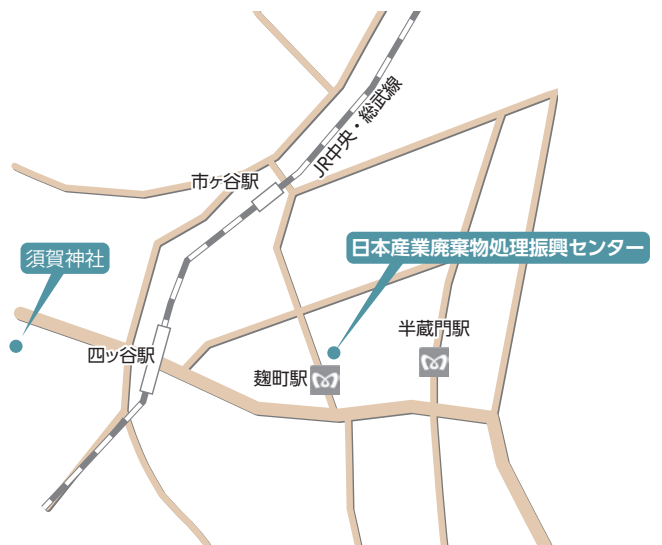 JR中央・総武線
市ヶ谷駅
日本産業廃棄物処理振興センター
須賀神社
半蔵門駅
四ッ谷駅
麹町駅